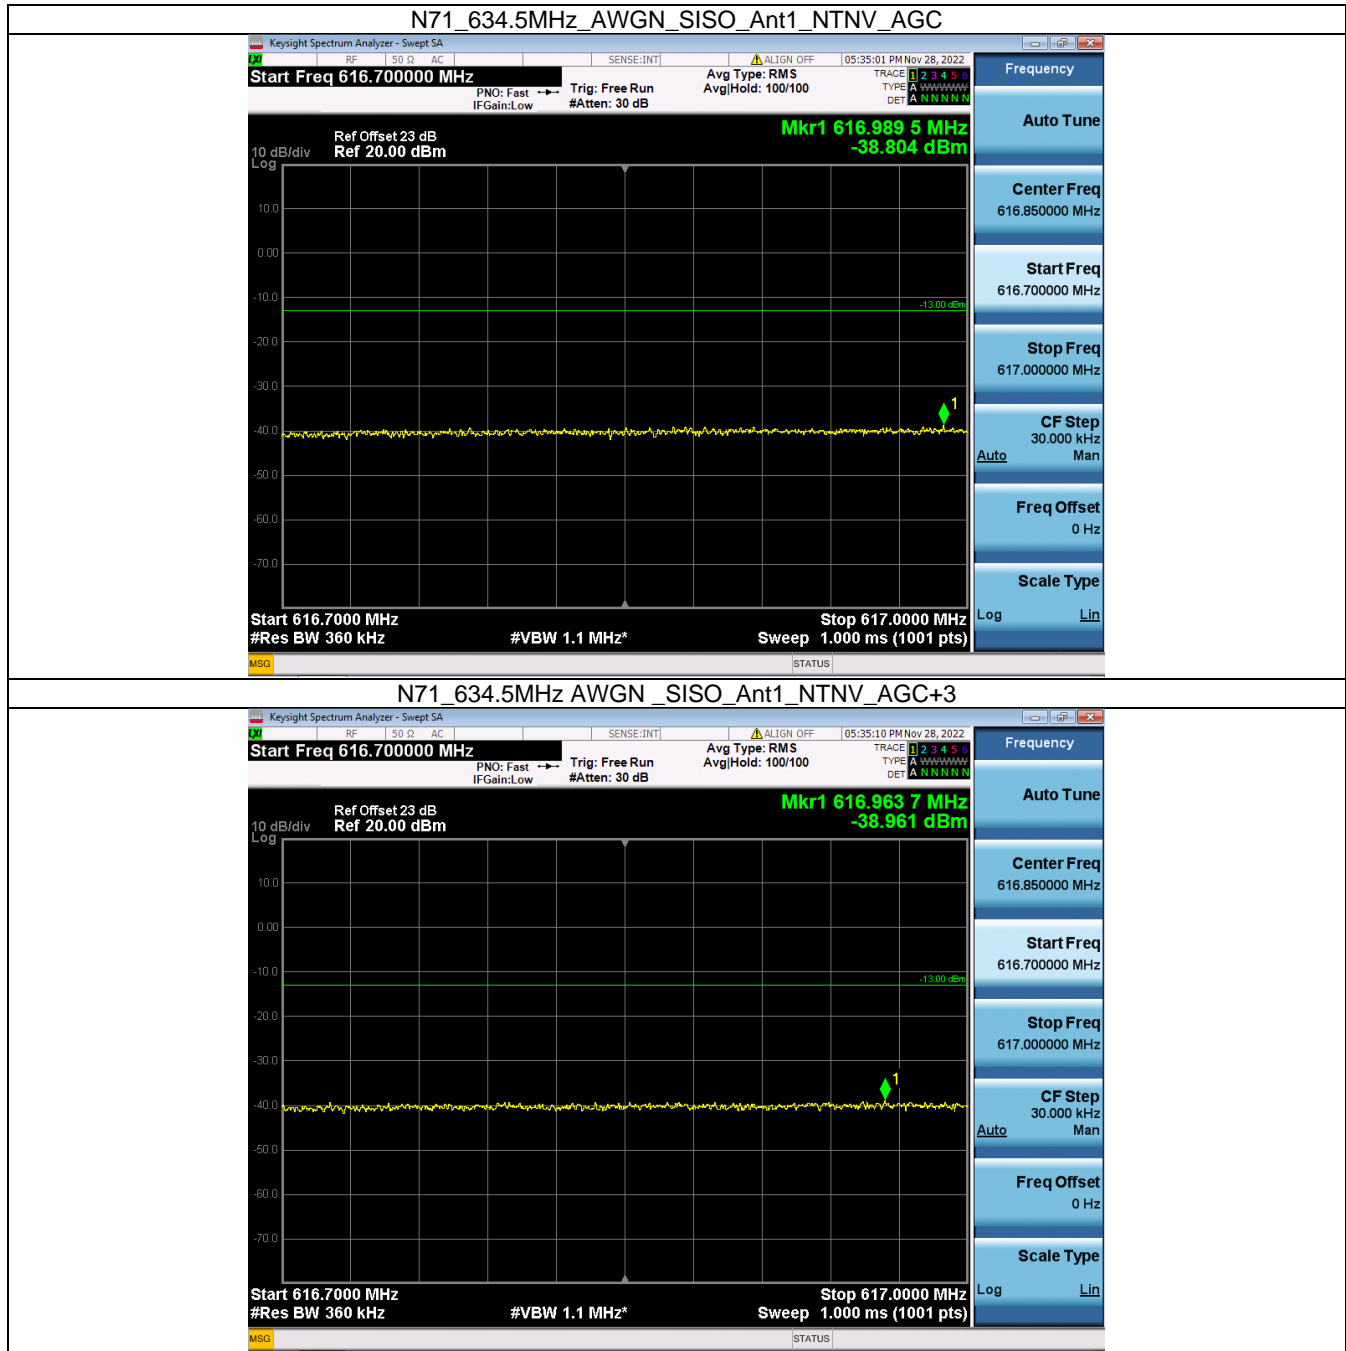 N71_634.5MHz_AWGN_SISO_Ant1_NTNV_AGC
Keysight Spectrum Analyzer - Swept SA
LXI RF 50 Ω AC SENSE:INT ALIGN OFF 05:35:01 PM Nov 28, 2022
Start Freq 616.700000 MHz
PNO: Fast
IFGain:Low
Trig: Free Run
#Atten: 30 dB
Avg Type: RMS
Avg|Hold: 100/100
TRACE 1 2 3 4 5 6
TYPE A WWWWW
DET A N N N N N
Ref Offset 23 dB
10 dB/div Ref 20.00 dBm
Log
Mkr1 616.989 5 MHz
-38.804 dBm
10.0
0.00
-10.0
-13.00 dBm
-20.0
-30.0
1
-40.0
-50.0
-60.0
-70.0
Start 616.7000 MHz Stop 617.0000 MHz
#Res BW 360 kHz #VBW 1.1 MHz* Sweep 1.000 ms (1001 pts)
MSG STATUS
Frequency
Auto Tune
Center Freq
616.850000 MHz
Start Freq
616.700000 MHz
Stop Freq
617.000000 MHz
CF Step
30.000 kHz
Auto Man
Freq Offset
0 Hz
Scale Type
Log Lin
N71_634.5MHz AWGN _SISO_Ant1_NTNV_AGC+3
Keysight Spectrum Analyzer - Swept SA
LXI RF 50 Ω AC SENSE:INT ALIGN OFF 05:35:10 PM Nov 28, 2022
Start Freq 616.700000 MHz
PNO: Fast
IFGain:Low
Trig: Free Run
#Atten: 30 dB
Avg Type: RMS
Avg|Hold: 100/100
TRACE 1 2 3 4 5 6
TYPE A WWWWW
DET A N N N N N
Ref Offset 23 dB
10 dB/div Ref 20.00 dBm
Log
Mkr1 616.963 7 MHz
-38.961 dBm
10.0
0.00
-10.0
-13.00 dBm
-20.0
-30.0
1
-40.0
-50.0
-60.0
-70.0
Start 616.7000 MHz Stop 617.0000 MHz
#Res BW 360 kHz #VBW 1.1 MHz* Sweep 1.000 ms (1001 pts)
MSG STATUS
Frequency
Auto Tune
Center Freq
616.850000 MHz
Start Freq
616.700000 MHz
Stop Freq
617.000000 MHz
CF Step
30.000 kHz
Auto Man
Freq Offset
0 Hz
Scale Type
Log Lin